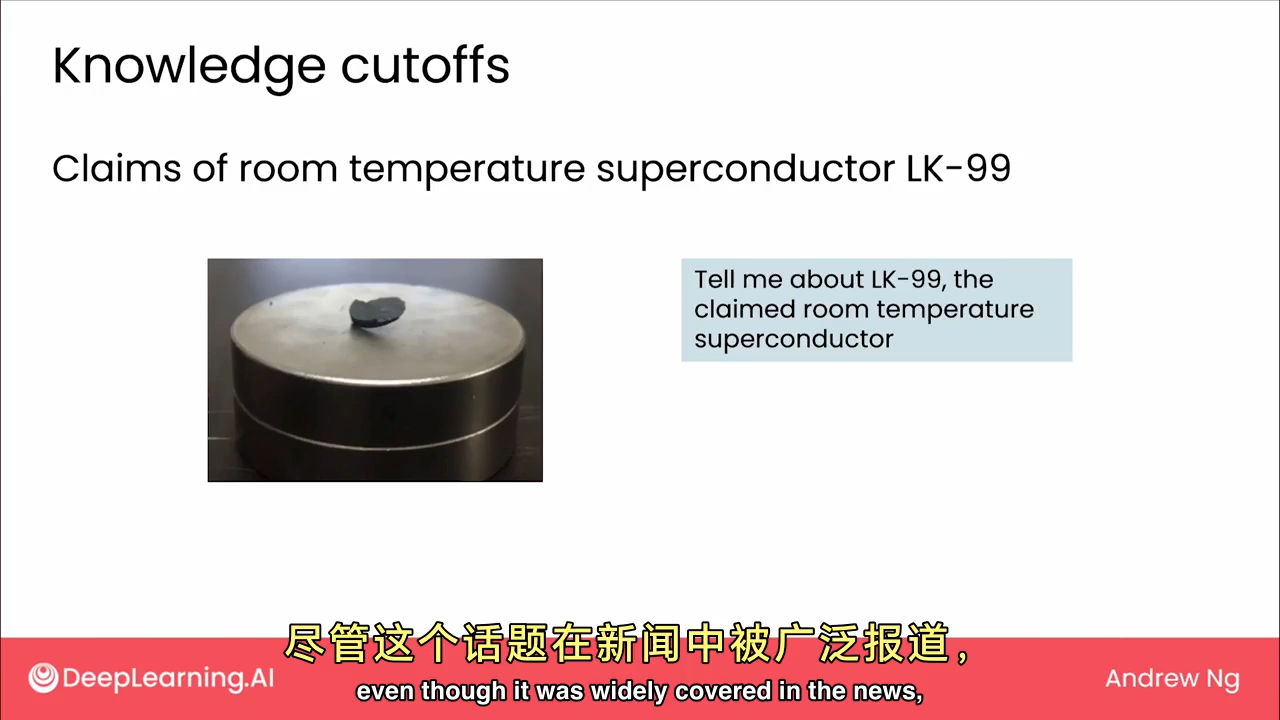 Knowledge cutoffs
Claims of room temperature superconductor LK-99
Tell me about LK-99, the
claimed room temperature
superconductor
尽管这个话题在新闻中被广泛报道，
even though it was widely covered in the news,
DeepLearning.AI
Andrew Ng